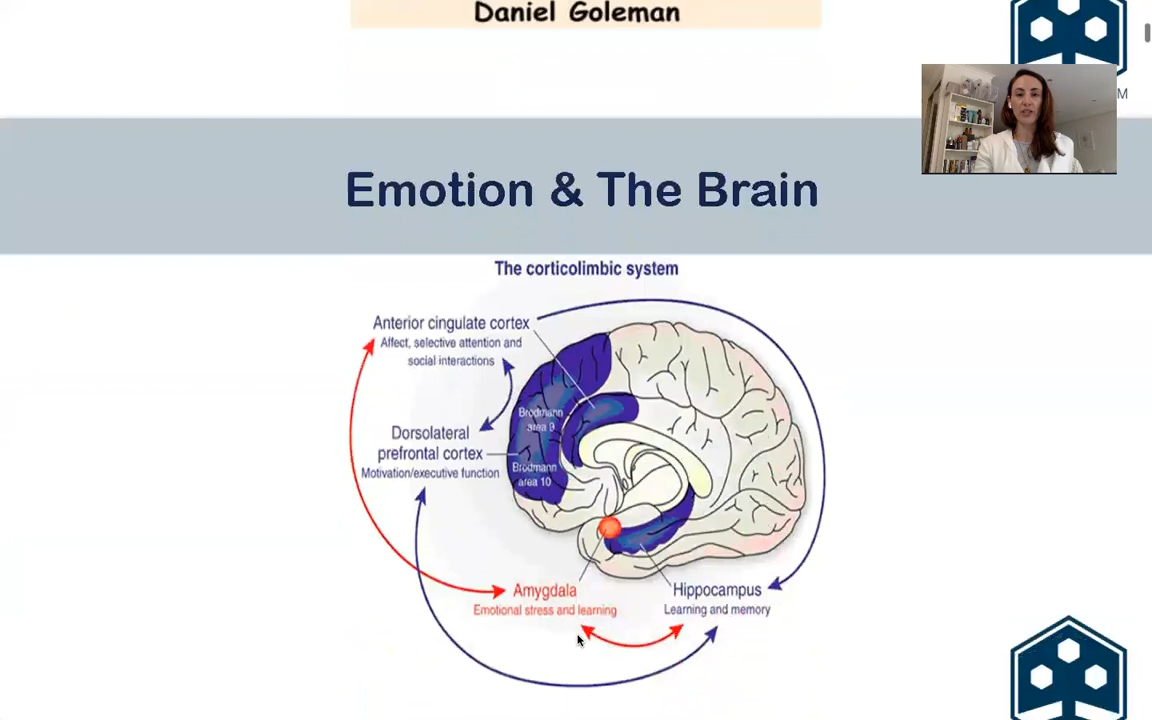 Daniel Goleman
M
Emotion & The Brain
The corticolimbic system
Anterior cingulate cortex
Affect, selective attention and
social interactions
Brodmann
area 9
Dorsolateral
prefrontal cortex
Motivation/executive function
Brodmann
area 10
Amygdala
Emotional stress and learning
Hippocampus
Learning and memory